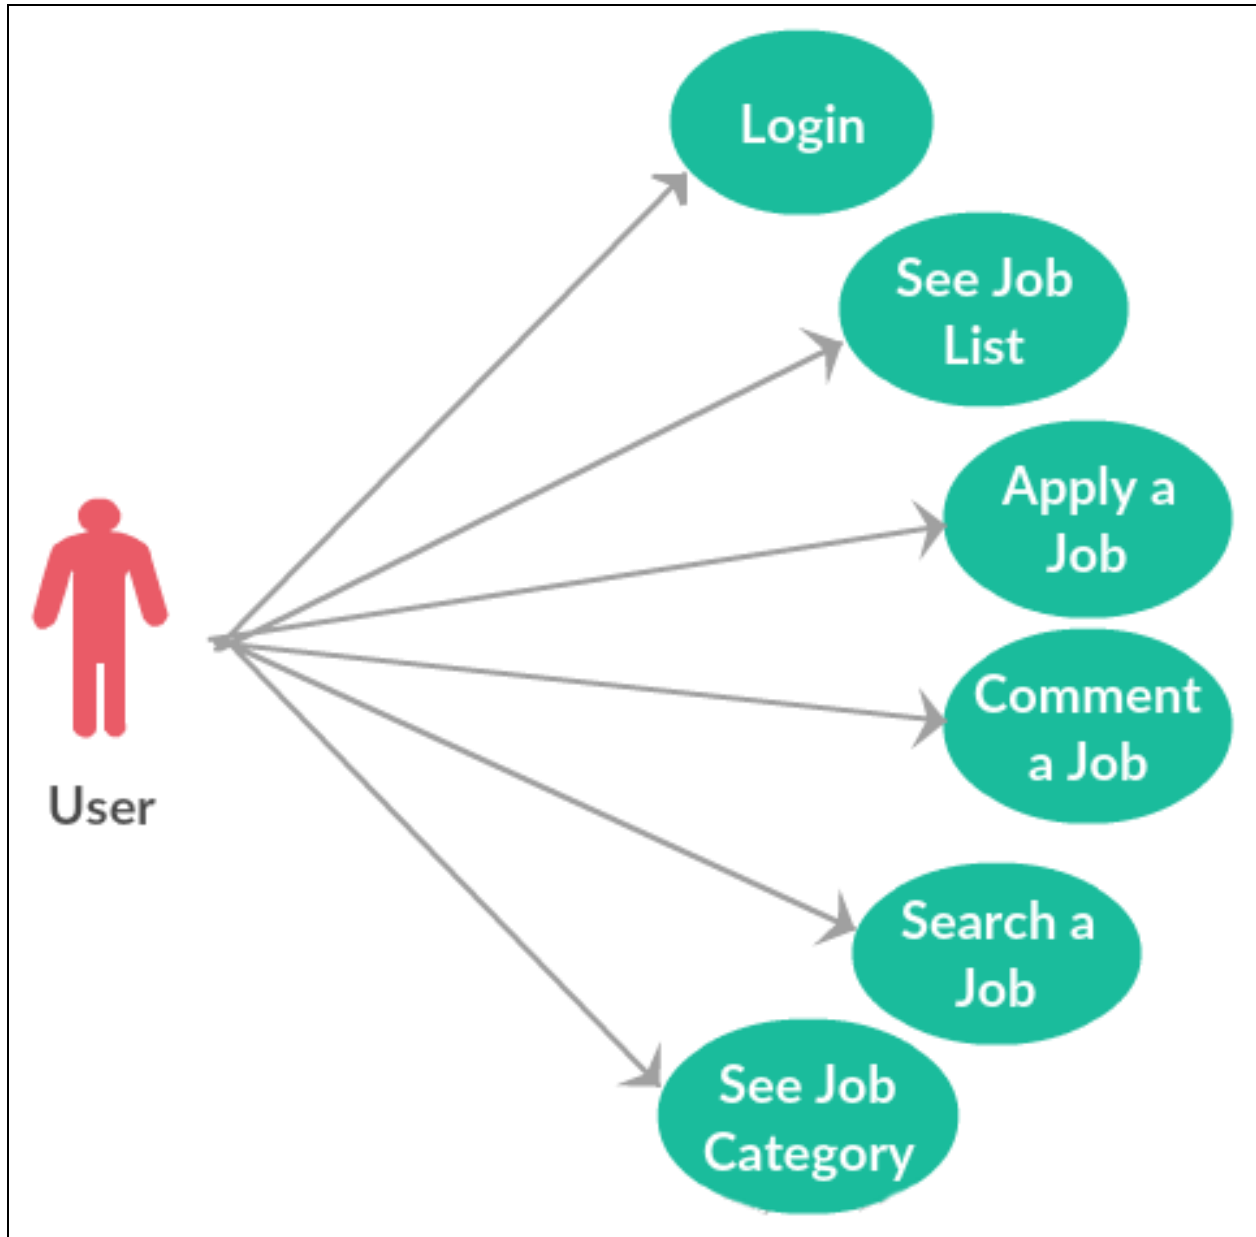 Login
See Job
List
Apply a
Job
Comment
a Job
User
Search a
Job
See Job
Category